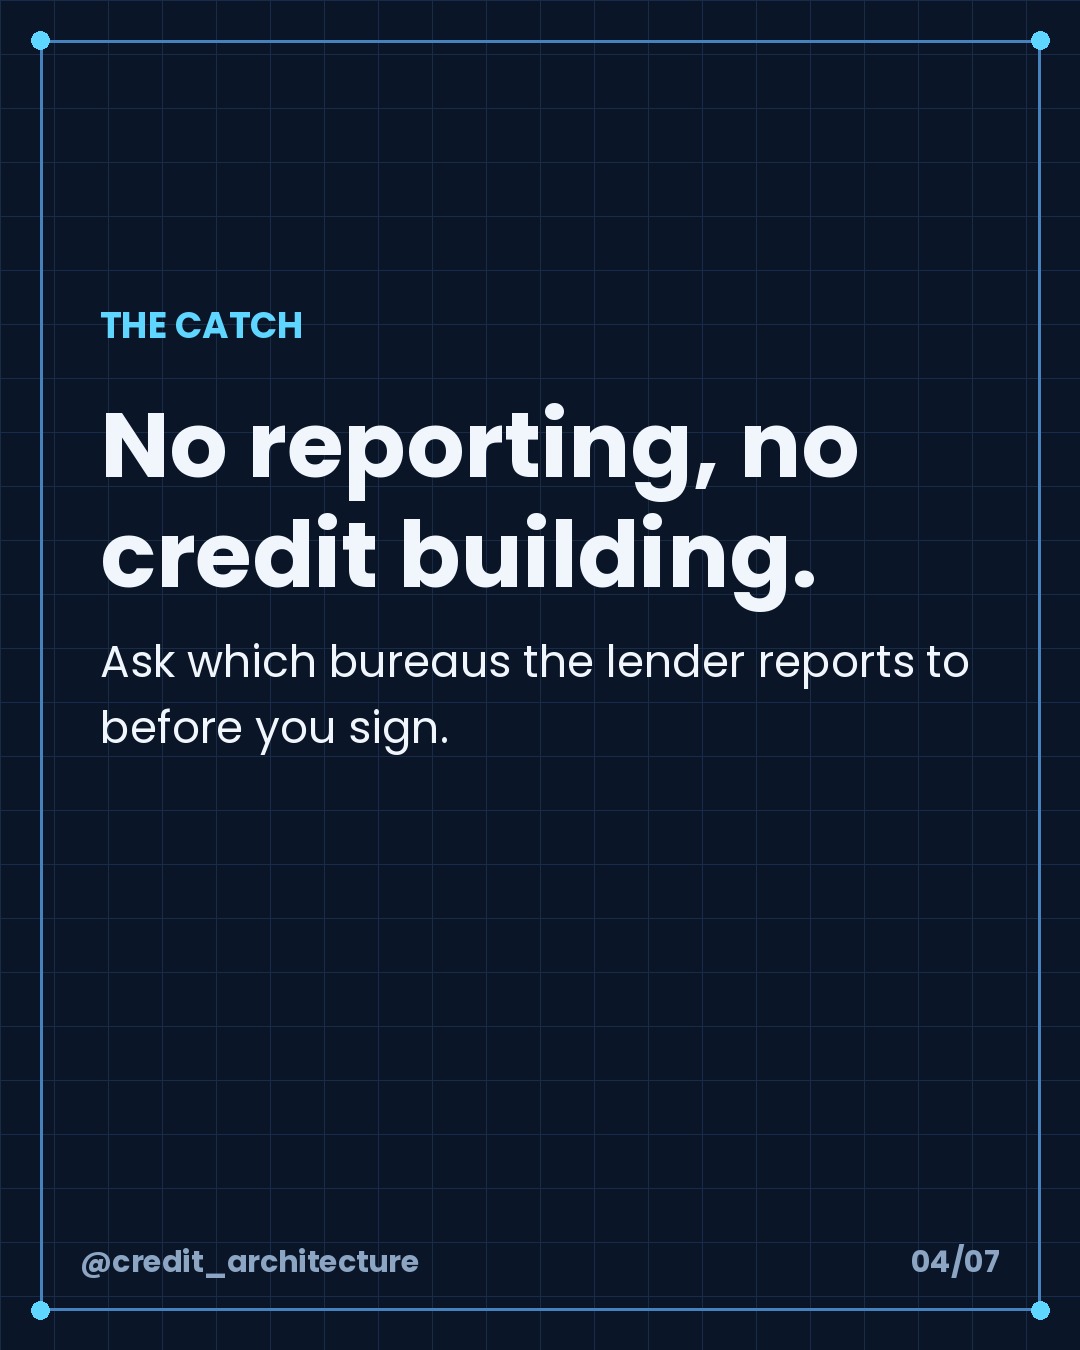 THE CATCH
No reporting, no
credit building.
Ask which bureaus the lender reports to
before you sign.
@credit_architecture
04/07